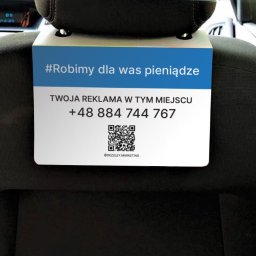 #Robimy dla was pieniądze
TWOJA REKLAMA W TYM MIEJSCU
+48 884 744 767